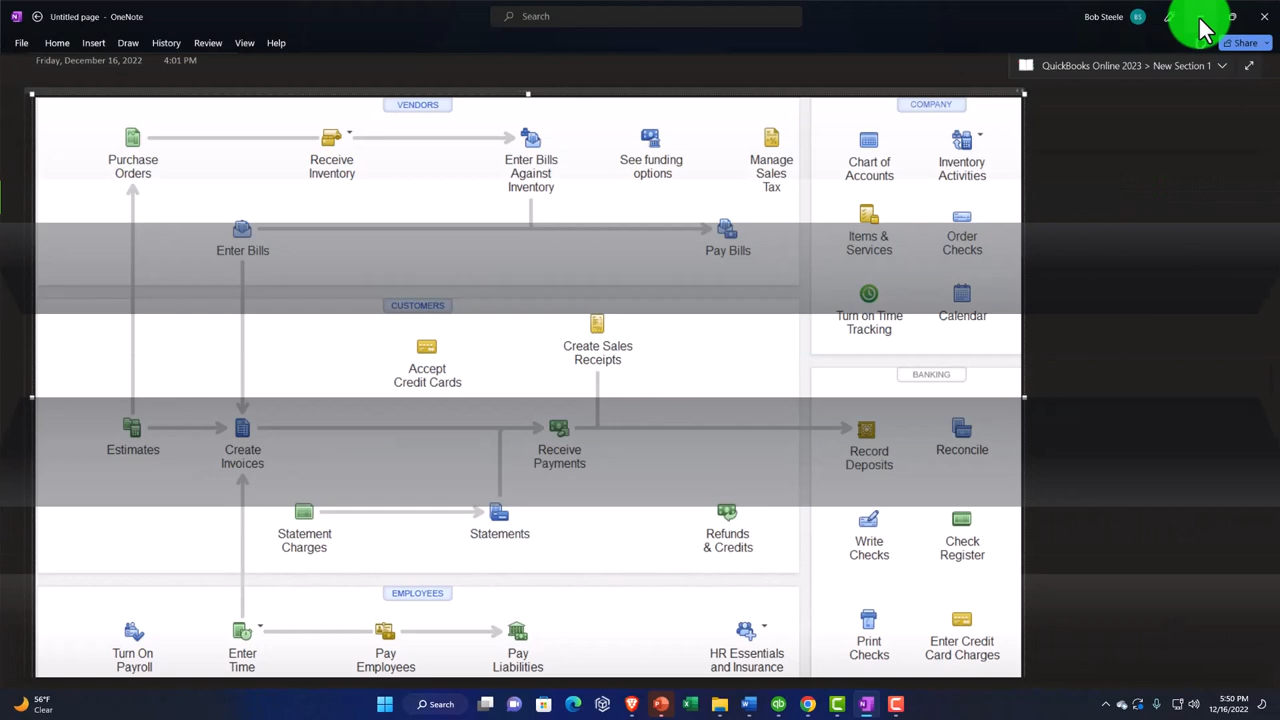 Untitled page - OneNote
Search
Bob Steele
BS
File
Home
Insert
Draw
History
Review
View
Help
Share
Friday, December 16, 2022
4:01 PM
QuickBooks Online 2023 > New Section 1
VENDORS
COMPANY
Purchase
Orders
Receive
Inventory
Enter Bills
Against
Inventory
See funding
options
Manage
Sales
Tax
Chart of
Accounts
Inventory
Activities
Enter Bills
Pay Bills
Items &
Services
Order
Checks
CUSTOMERS
Turn on Time
Tracking
Calendar
Accept
Credit Cards
Create Sales
Receipts
BANKING
Estimates
Create
Invoices
Receive
Payments
Record
Deposits
Reconcile
Statement
Charges
Statements
Refunds
& Credits
Write
Checks
Check
Register
EMPLOYEES
Turn On
Payroll
Enter
Time
Pay
Employees
Pay
Liabilities
HR Essentials
and Insurance
Print
Checks
Enter Credit
Card Charges
56°F
Clear
Search
5:50 PM
12/16/2022